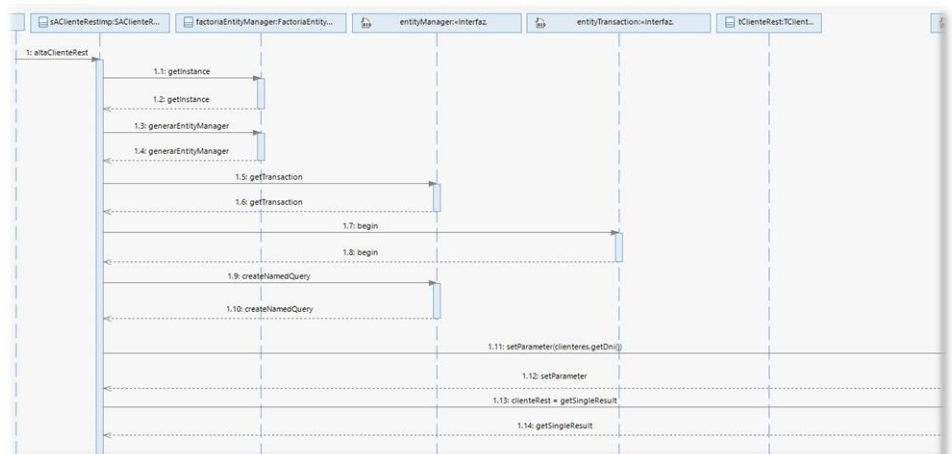 sAClienteRestImp:SAClienteR...
factoriaEntityManager:FactoriaEntity...
entityManager:«Interfaz.
entityTransaction:«Interfaz.
tClienteRest:TClient...
1: altaClienteRest
1.1: getInstance
1.2: getInstance
1.3: generarEntityManager
1.4: generarEntityManager
1.5: getTransaction
1.6: getTransaction
1.7: begin
1.8: begin
1.9: createNamedQuery
1.10: createNamedQuery
1.11: setParameter(clienteres.getDni())
1.12: setParameter
1.13: clienteRest = getSingleResult
1.14: getSingleResult